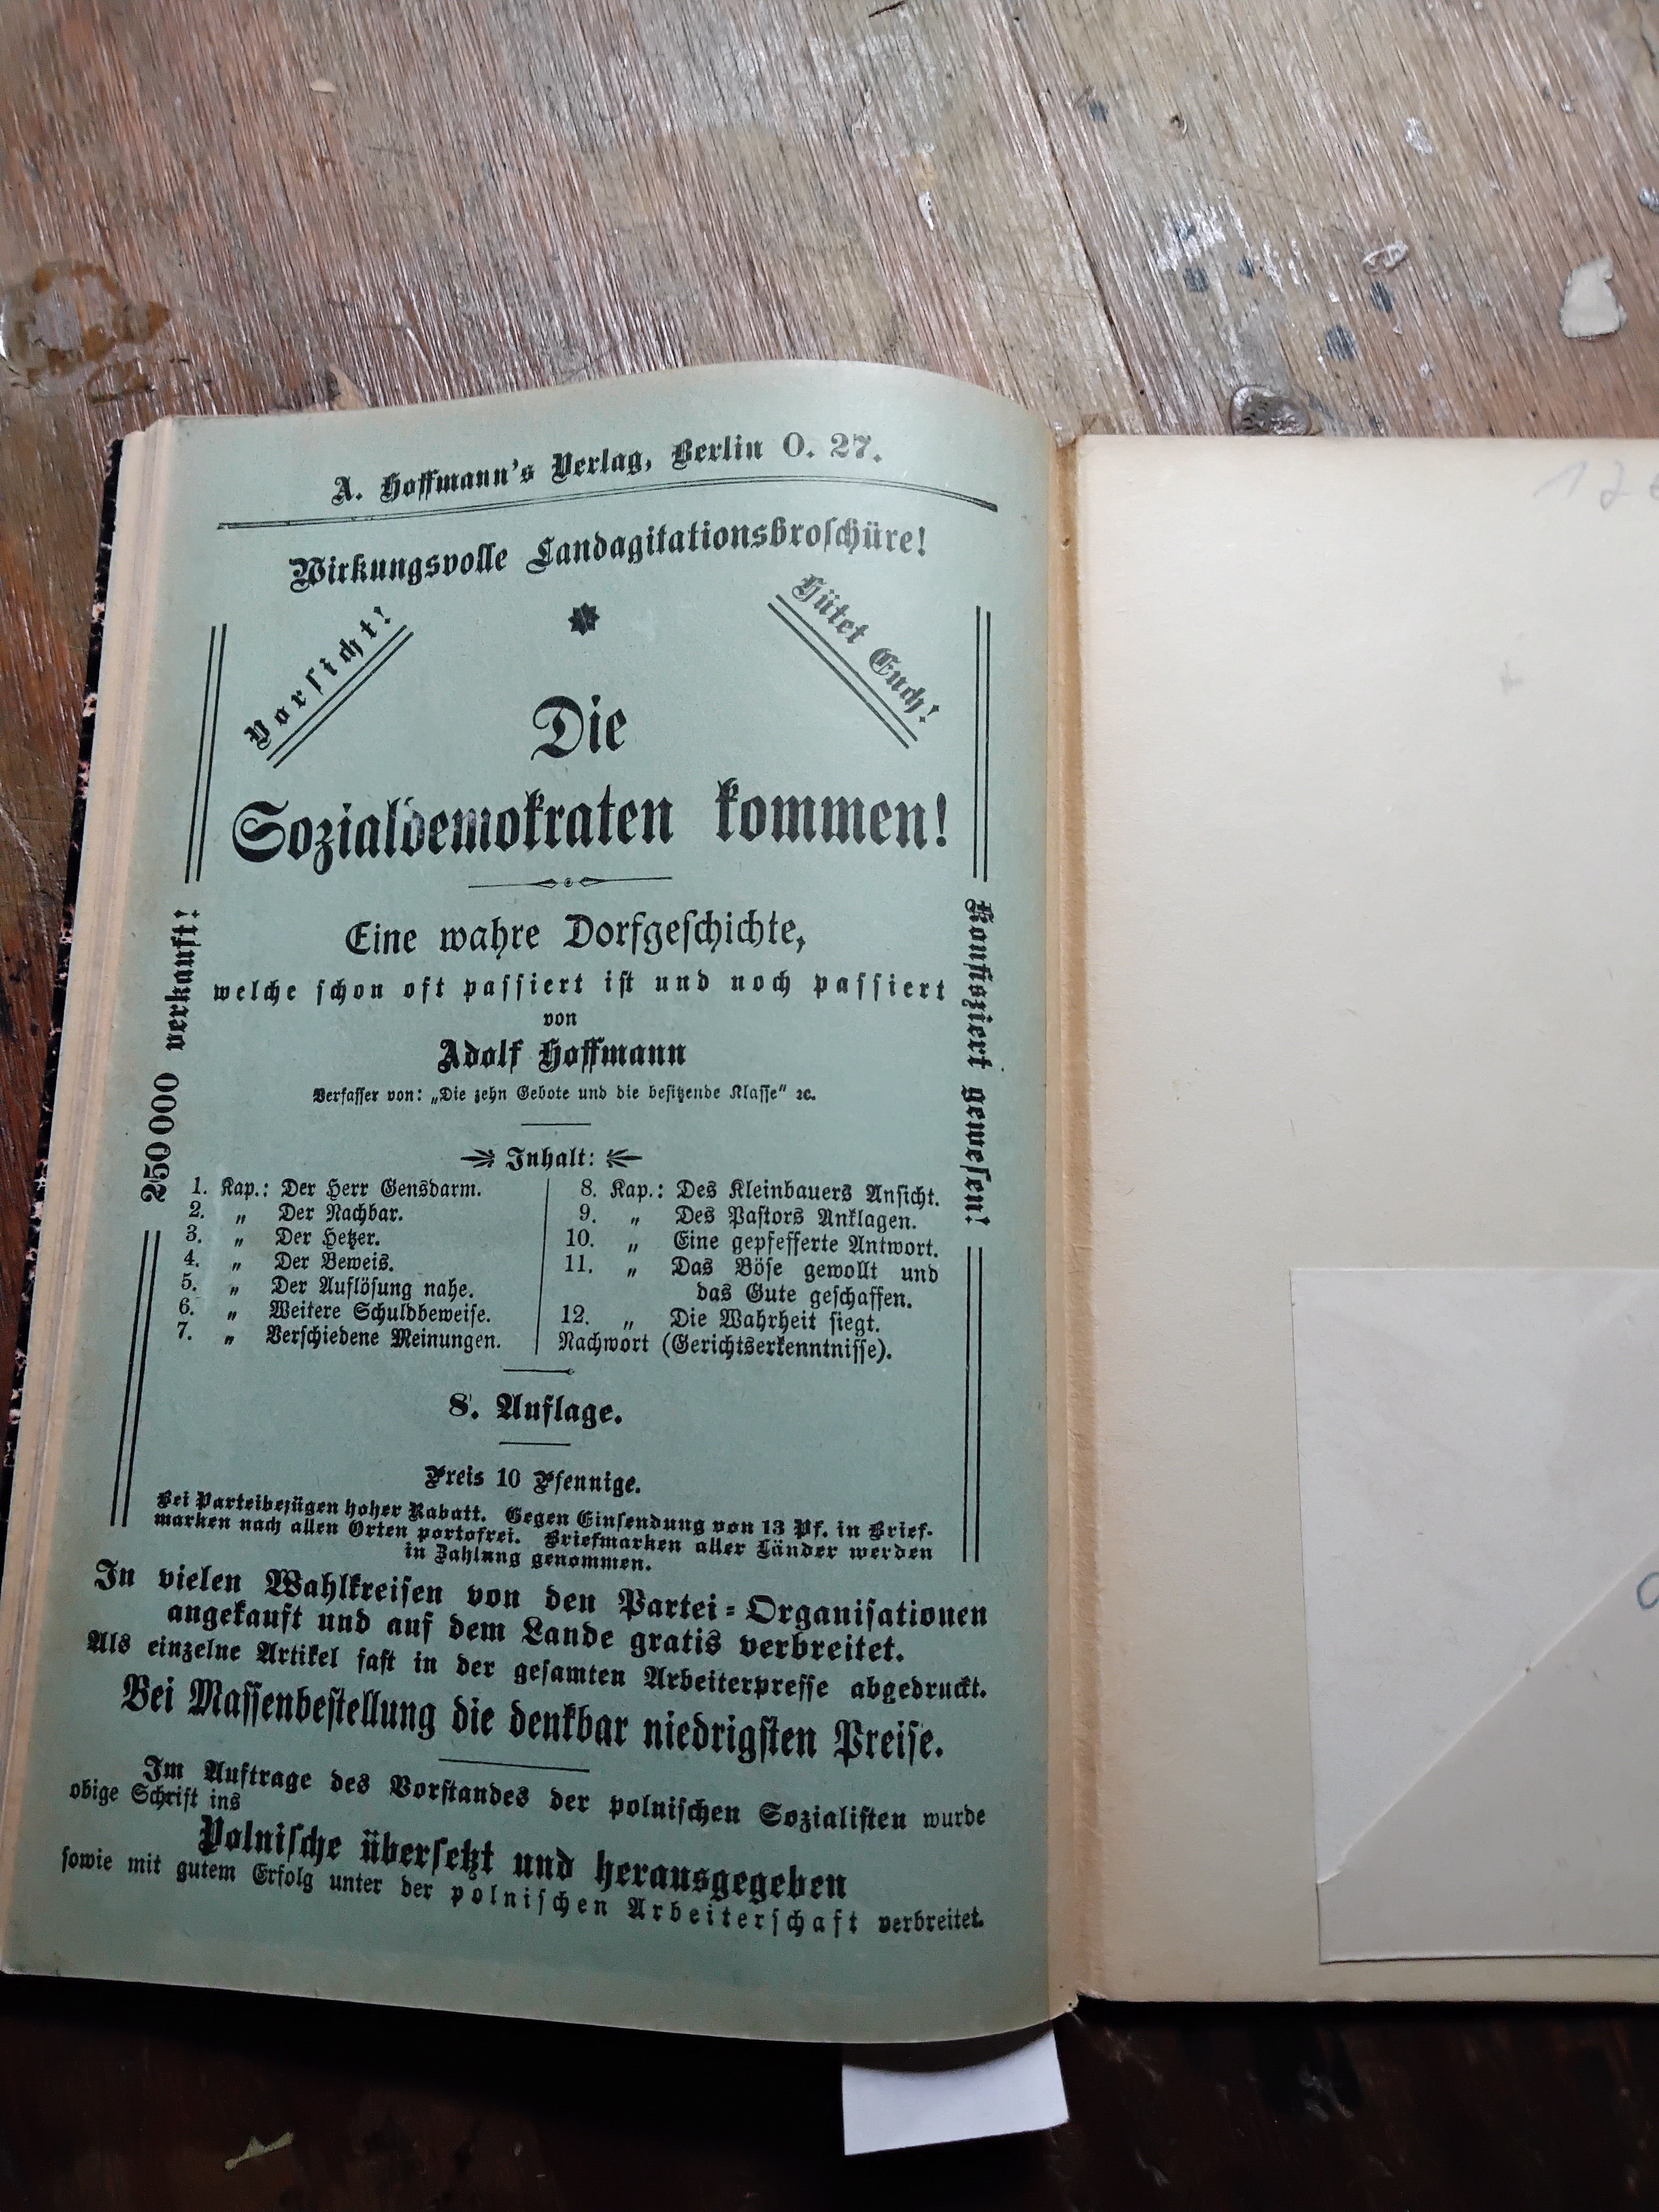 A. Hoffmann's Verlag, Berlin O. 27.
Wirkungsvolle Landagitationsbroschüre!
Vorsicht!
Hütet Euch!
Die
Sozialdemokraten kommen!
250 000 verkauft!
Konfisziert gewesen!
Eine wahre Dorfgeschichte,
welche schon oft passiert ist und noch passiert
von
Adolf Hoffmann
Verfasser von: „Die zehn Gebote und die besitzende Klasse“ ꝛc.
Inhalt:
1. Kap.: Der Herr Gensdarm.
2. „ Der Nachbar.
3. „ Der Hetzer.
4. „ Der Beweis.
5. „ Der Auflösung nahe.
6. „ Weitere Schuldbeweise.
7. „ Verschiedene Meinungen.
8. Kap.: Des Kleinbauers Ansicht.
9. „ Des Pastors Anklagen.
10. „ Eine gepfefferte Antwort.
11. „ Das Böse gewollt und
das Gute geschaffen.
12. „ Die Wahrheit siegt.
Nachwort (Gerichtserkenntnisse).
8. Auflage.
Preis 10 Pfennige.
Bei Parteibezügen hoher Rabatt. Gegen Einsendung von 13 Pf. in Brief-
marken nach allen Orten portofrei. Briefmarken aller Länder werden
in Zahlung genommen.
In vielen Wahlkreisen von den Partei-Organisationen
angekauft und auf dem Lande gratis verbreitet.
Als einzelne Artikel fast in der gesamten Arbeiterpresse abgedruckt.
Bei Massenbestellung die denkbar niedrigsten Preise.
Im Auftrage des Vorstandes der polnischen Sozialisten wurde
obige Schrift ins
Polnische übersetzt und herausgegeben
sowie mit gutem Erfolg unter der polnischen Arbeiterschaft verbreitet.